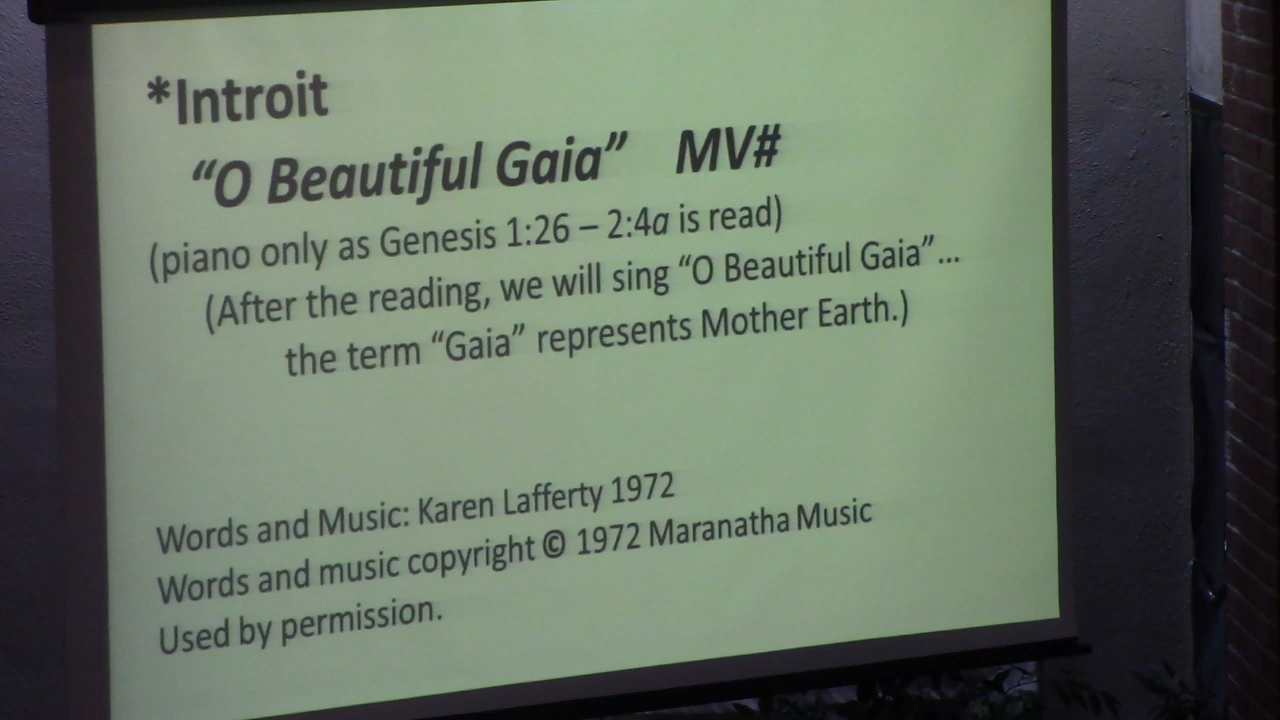 *Introit
“O Beautiful Gaia” MV#
(piano only as Genesis 1:26 – 2:4a is read)
(After the reading, we will sing “O Beautiful Gaia”...
the term “Gaia” represents Mother Earth.)
Words and Music: Karen Lafferty 1972
Words and music copyright © 1972 Maranatha Music
Used by permission.